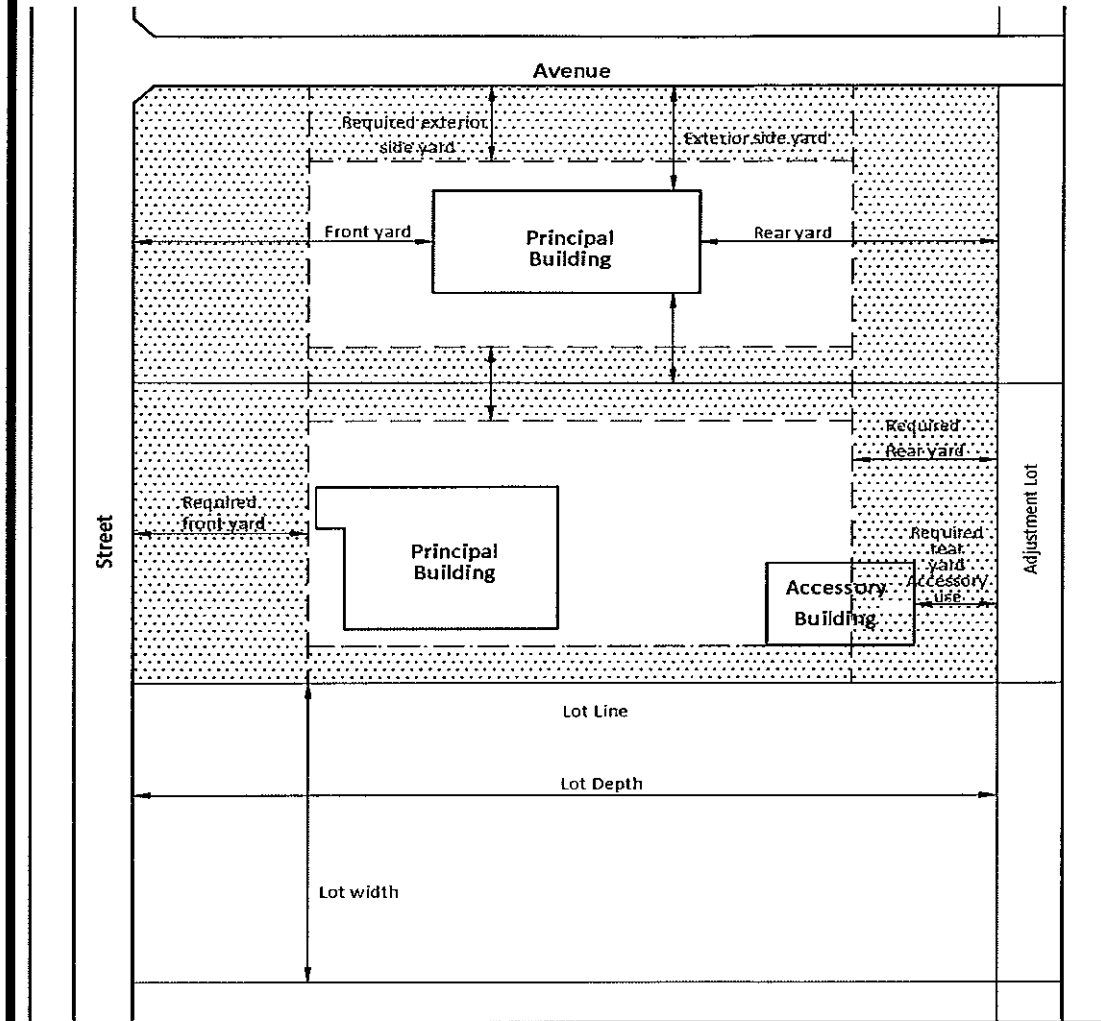 Avenue
Required exterior
side yard
Exterior side yard
Front yard
Principal
Building
Rear yard
Required
Rear yard
Required
front yard
Street
Principal
Building
Required
rear
yard
Accessory
use
Accessory
Building
Adjustment Lot
Lot Line
Lot Depth
Lot width